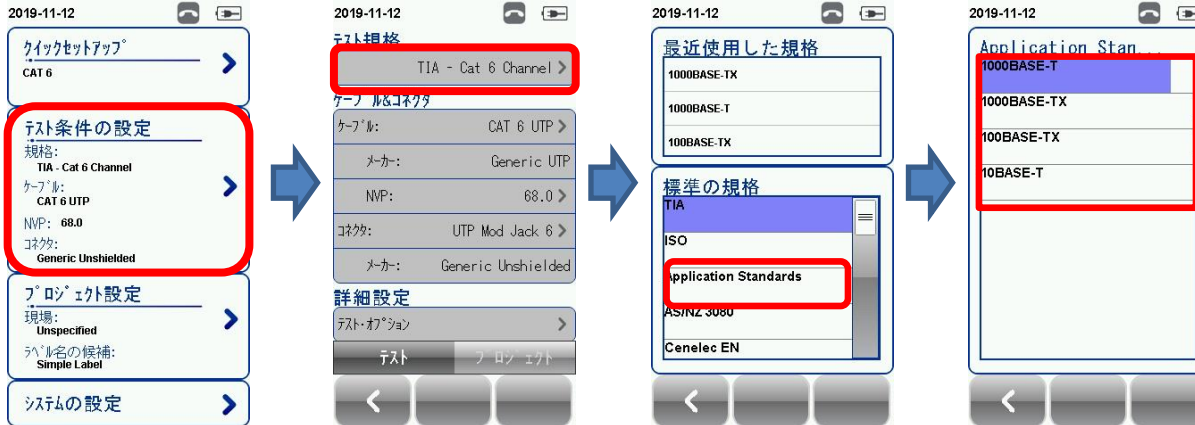 2019-11-12
クイックセットアップ
CAT 6
テスト条件の設定
規格:
TIA - Cat 6 Channel
ケーブル:
CAT 6 UTP
NVP: 68.0
コネクタ:
Generic Unshielded
プロジェクト設定
現場:
Unspecified
ラベル名の候補:
Simple Label
システムの設定
2019-11-12
テスト規格
TIA - Cat 6 Channel
ケーブル&コネクタ
ケーブル: CAT 6 UTP
メーカー: Generic UTP
NVP: 68.0
コネクタ: UTP Mod Jack 6
メーカー: Generic Unshielded
詳細設定
テスト・オプション
テスト プロジェクト
2019-11-12
最近使用した規格
1000BASE-TX
1000BASE-T
100BASE-TX
標準の規格
TIA
ISO
Application Standards
AS/NZ 3080
Cenelec EN
2019-11-12
Application Stan...
1000BASE-T
1000BASE-TX
100BASE-TX
10BASE-T